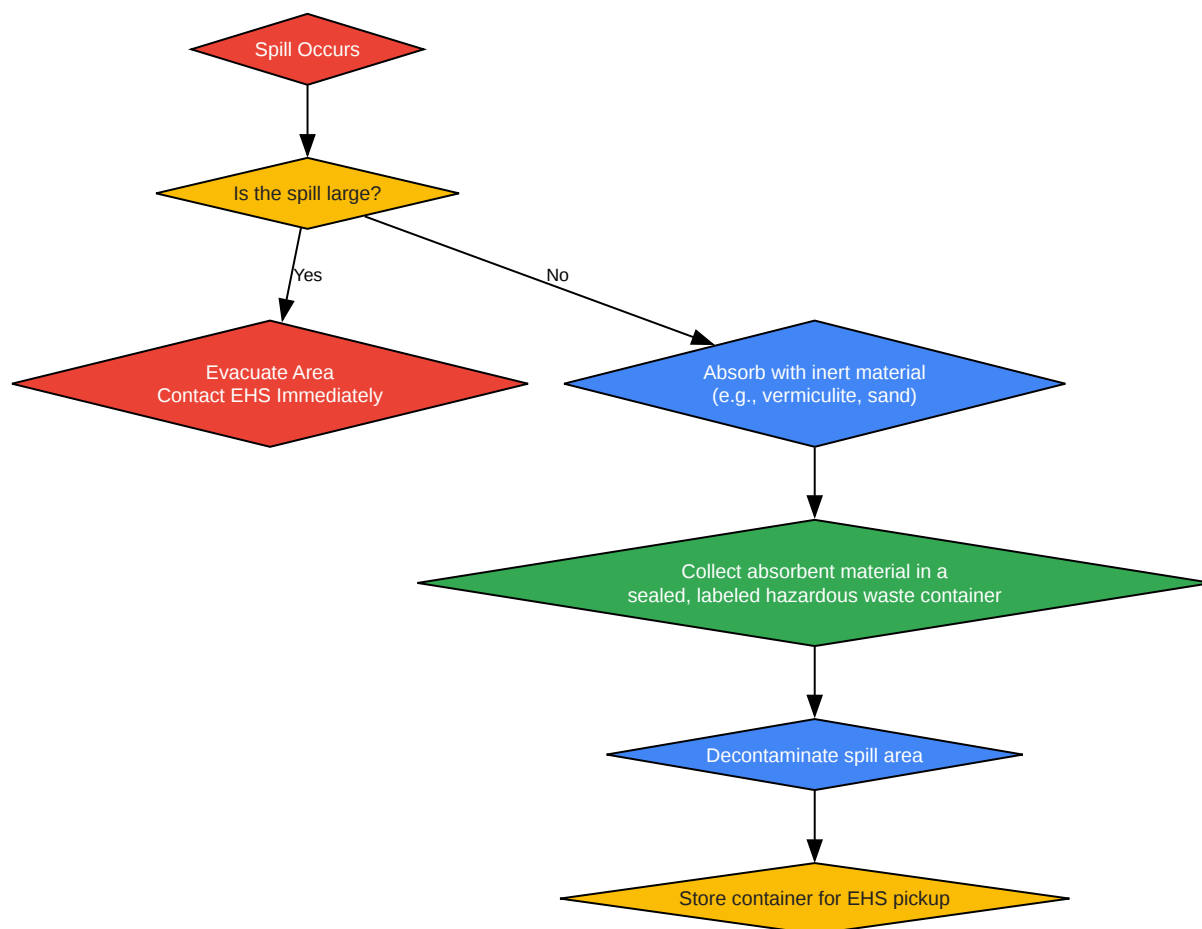 Spill Occurs
Is the spill large?
Yes
No
Evacuate Area
Contact EHS Immediately
Absorb with inert material
(e.g., vermiculite, sand)
Collect absorbent material in a
sealed, labeled hazardous waste container
Decontaminate spill area
Store container for EHS pickup